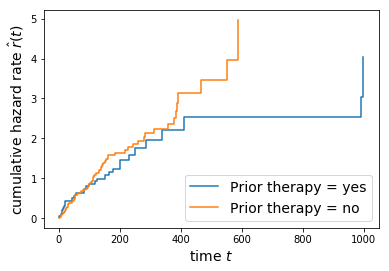 5
4
3
2
1
0
cumulative hazard rate r̂(t)
Prior therapy = yes
Prior therapy = no
0 200 400 600 800 1000
time t